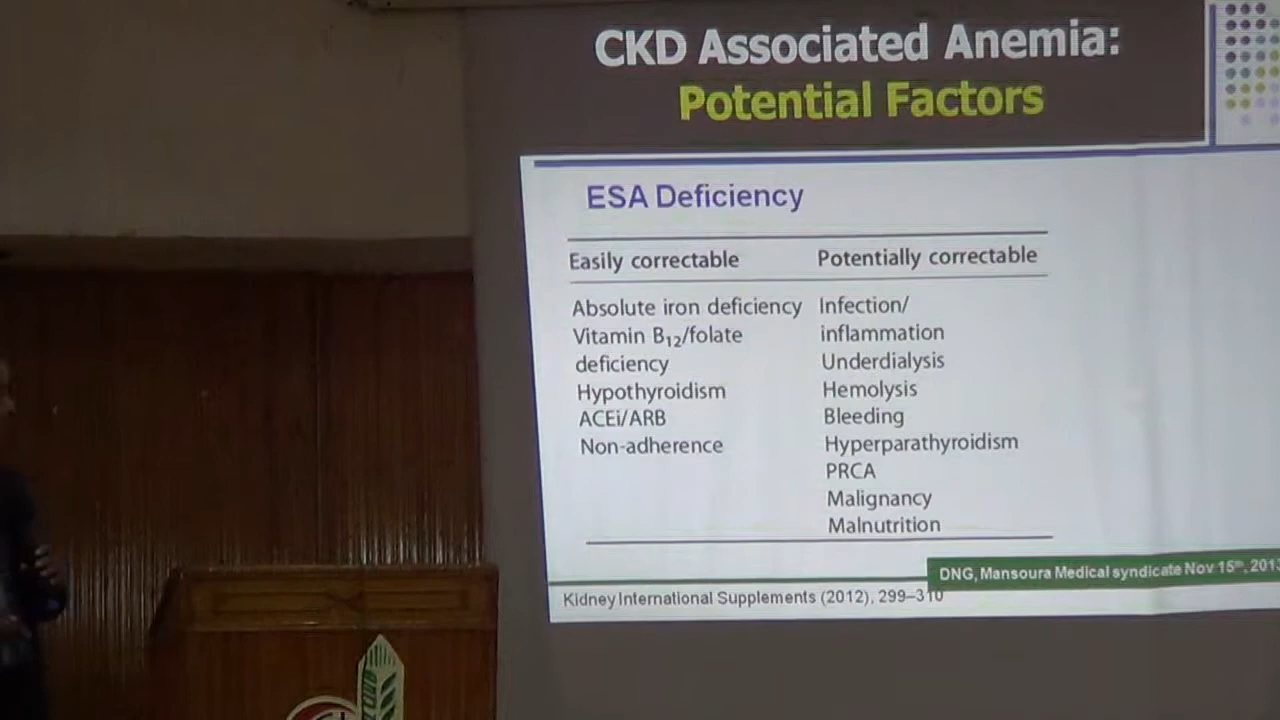 CKD Associated Anemia:
Potential Factors
ESA Deficiency
Easily correctable
Absolute iron deficiency
Vitamin B12/folate
deficiency
Hypothyroidism
ACEi/ARB
Non-adherence
Potentially correctable
Infection/
inflammation
Underdialysis
Hemolysis
Bleeding
Hyperparathyroidism
PRCA
Malignancy
Malnutrition
DNG, Mansoura Medical syndicate Nov 15th, 2013
Kidney International Supplements (2012), 299–310